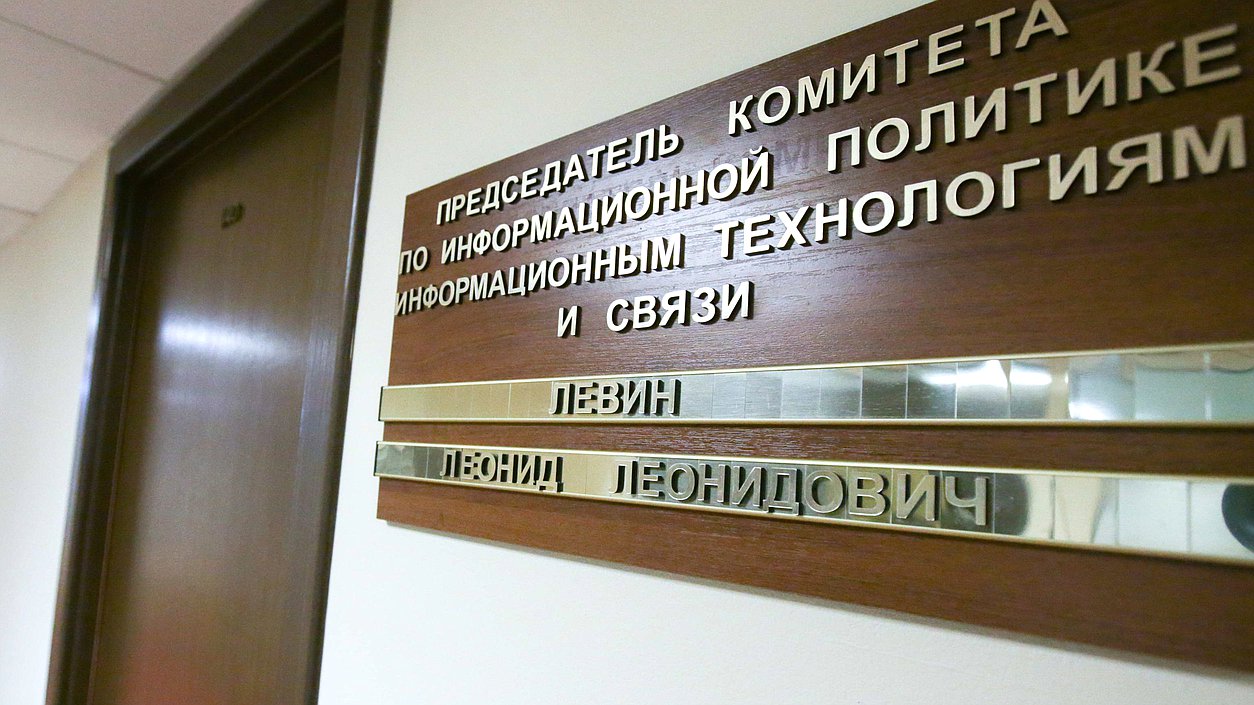 ПРЕДСЕДАТЕЛЬ КОМИТЕТА
ПО ИНФОРМАЦИОННОЙ ПОЛИТИКЕ
ИНФОРМАЦИОННЫМ ТЕХНОЛОГИЯМ
И СВЯЗИ
ЛЕВИН
ЛЕОНИД ЛЕОНИДОВИЧ